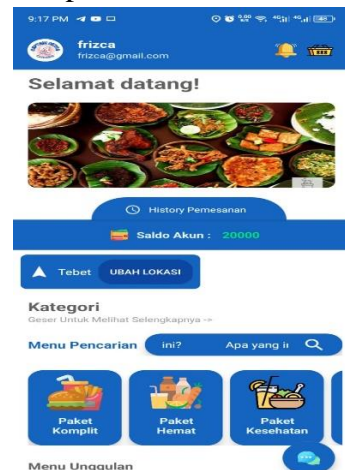 9:17 PM
frizca
frizca@gmail.com
Selamat datang!
History Pemesanan
Saldo Akun : 20000
Tebet UBAH LOKASI
Kategori
Geser Untuk Melihat Selengkapnya
Menu Pencarian ini? Apa yang ii
Paket Komplit
Paket Hemat
Paket Kesehatan
Menu Unggulan